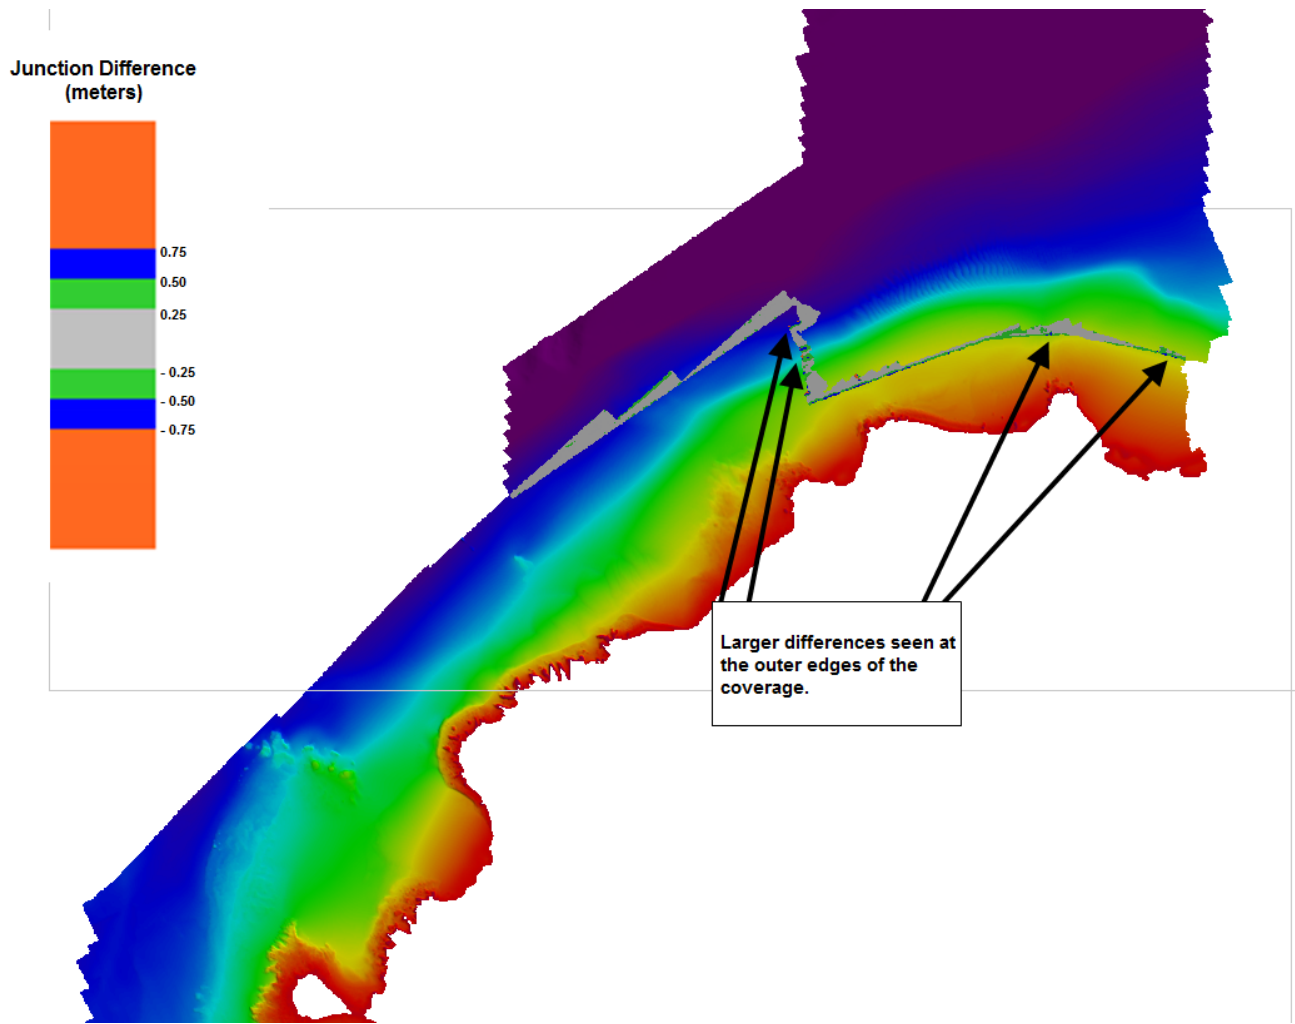 Junction Difference
(meters)
0.75
0.50
0.25
- 0.25
- 0.50
- 0.75
Larger differences seen at
the outer edges of the
coverage.